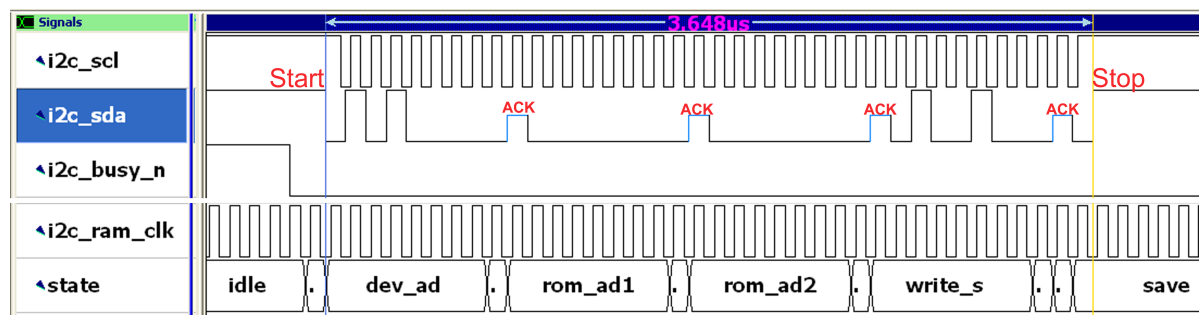 Signals
3.648us
i2c_scl
Start
Stop
i2c_sda
ACK ACK ACK ACK
i2c_busy_n
i2c_ram_clk
state idle . dev_ad . rom_ad1 . rom_ad2 . write_s . . save